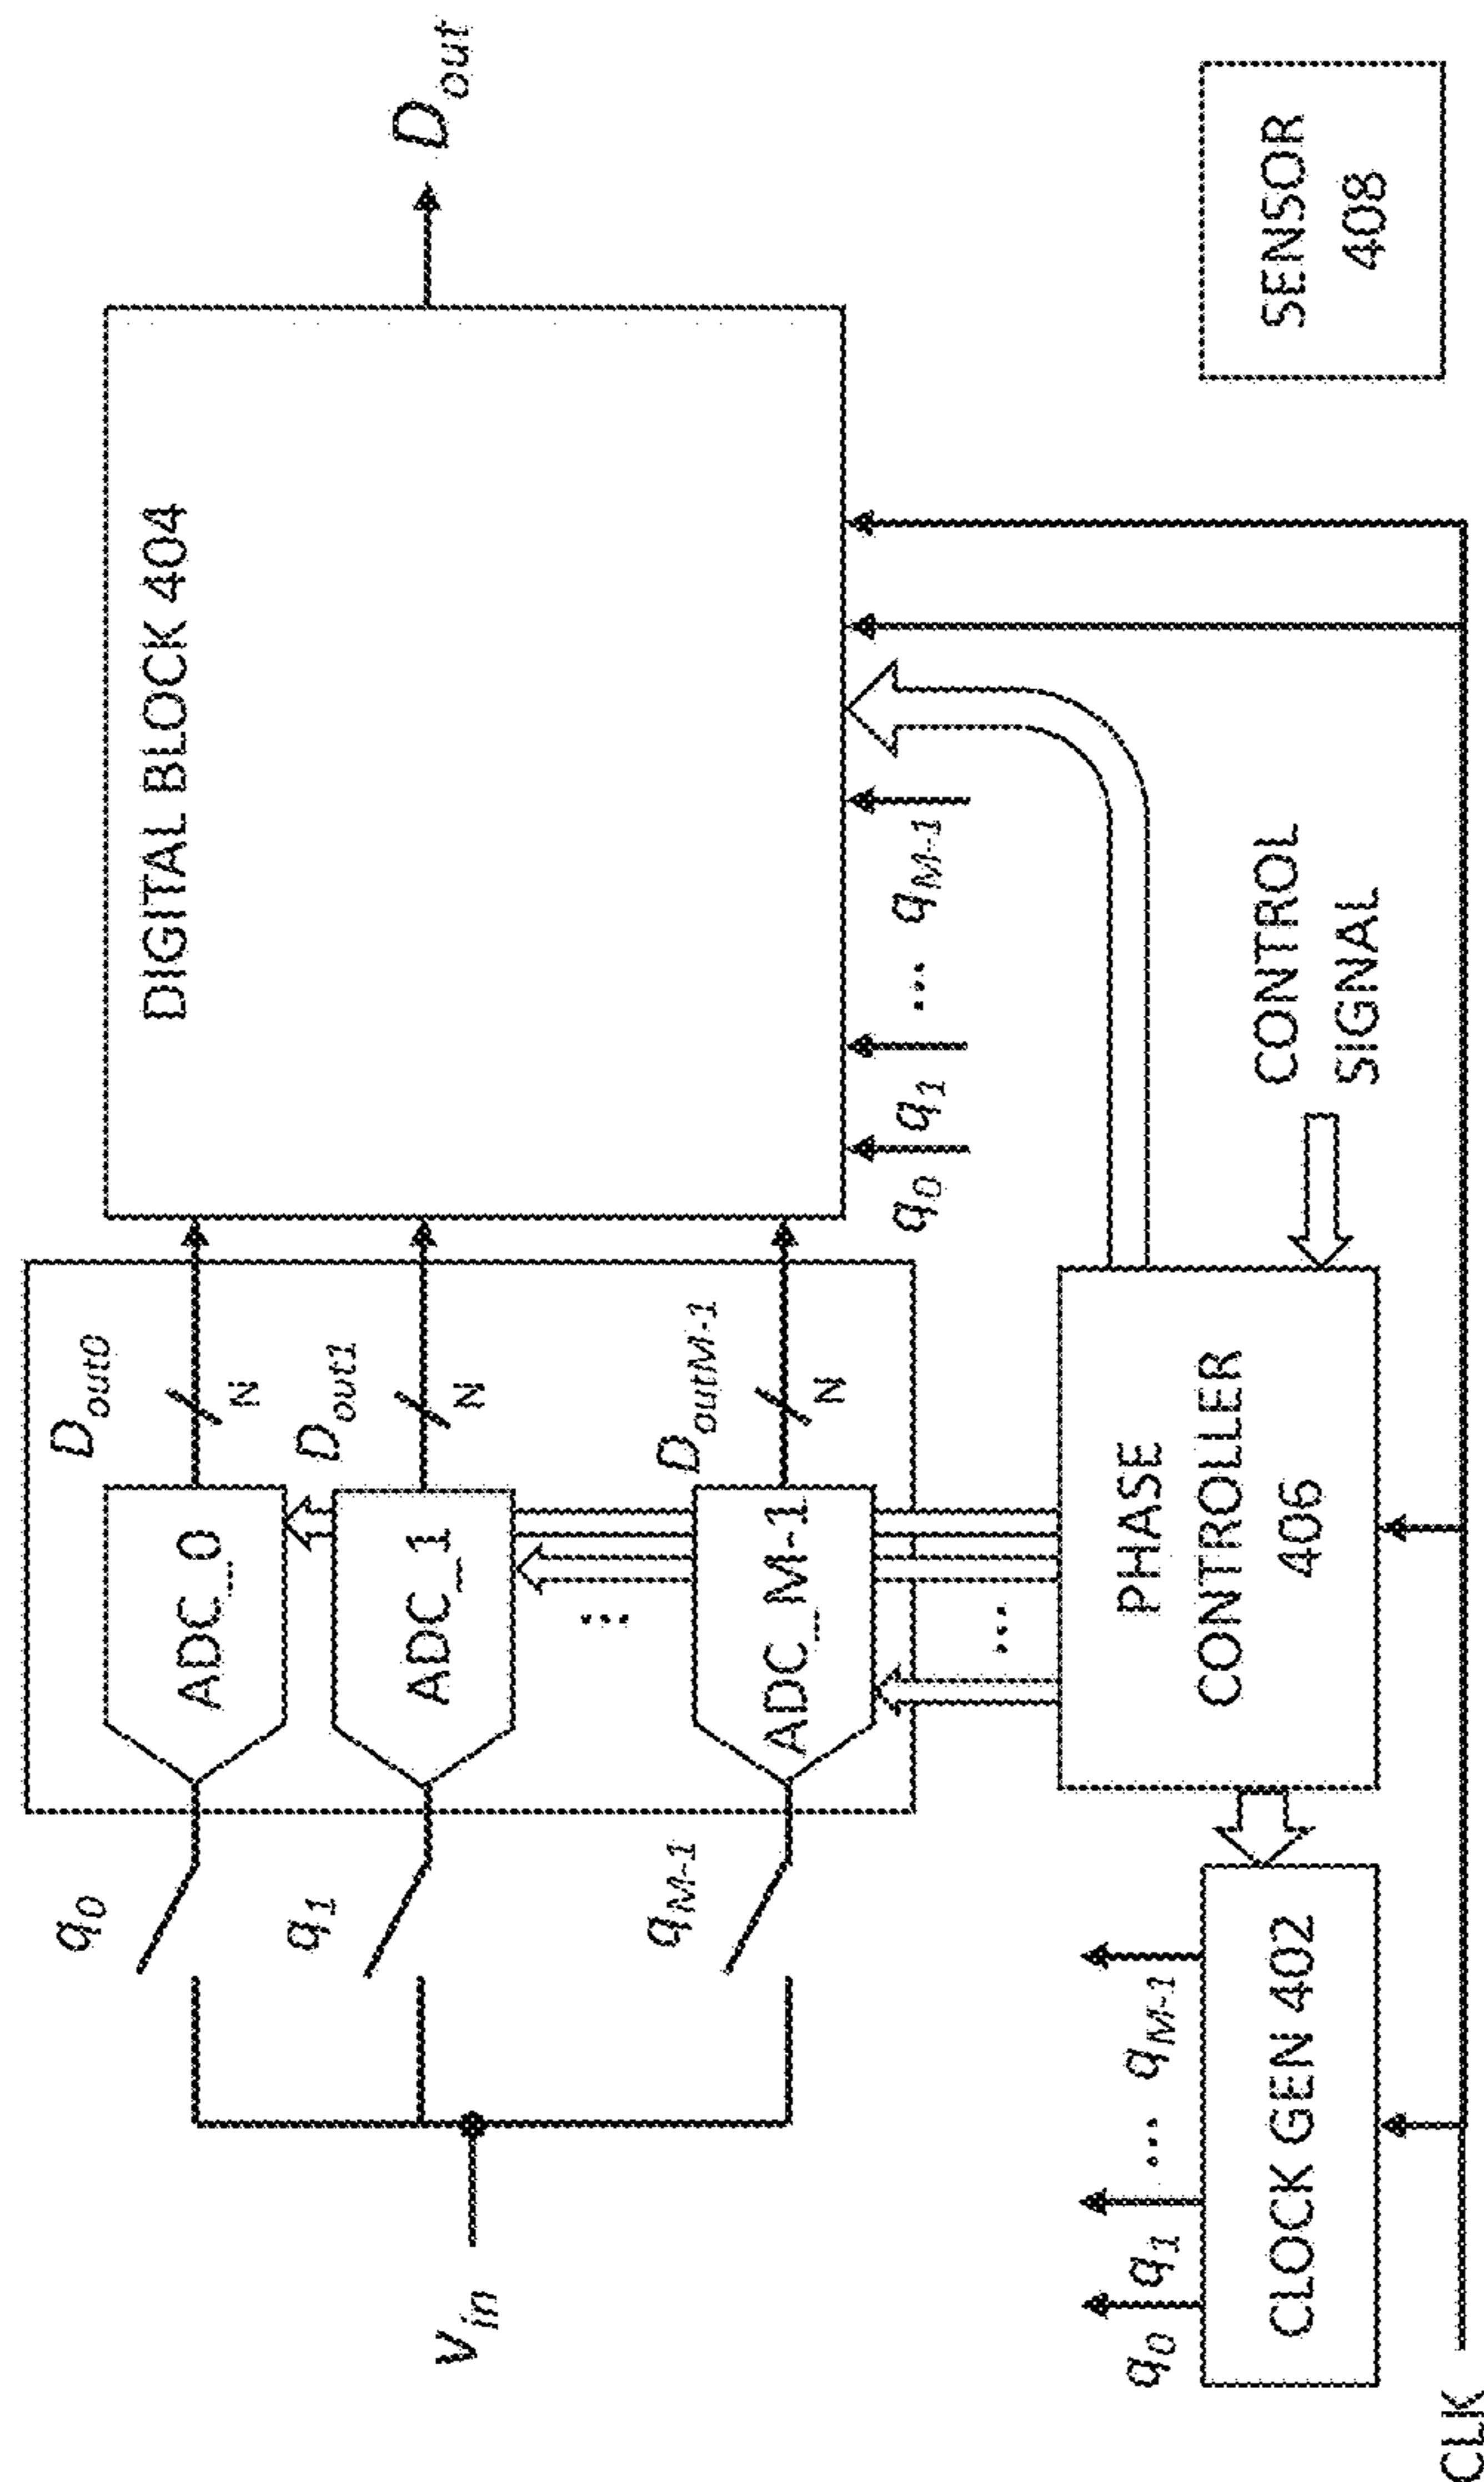 V_in
q_0
q_1
q_M-1
ADC_0
ADC_1
ADC_M-1
D_out0
N
D_out1
N
D_outM-1
N
DIGITAL BLOCK 404
D_out
q_0
q_1
...
q_M-1
...
...
PHASE
CONTROLLER
406
CONTROL
SIGNAL
SENSOR
408
q_0
q_1
...
q_M-1
CLOCK GEN 402
CLK